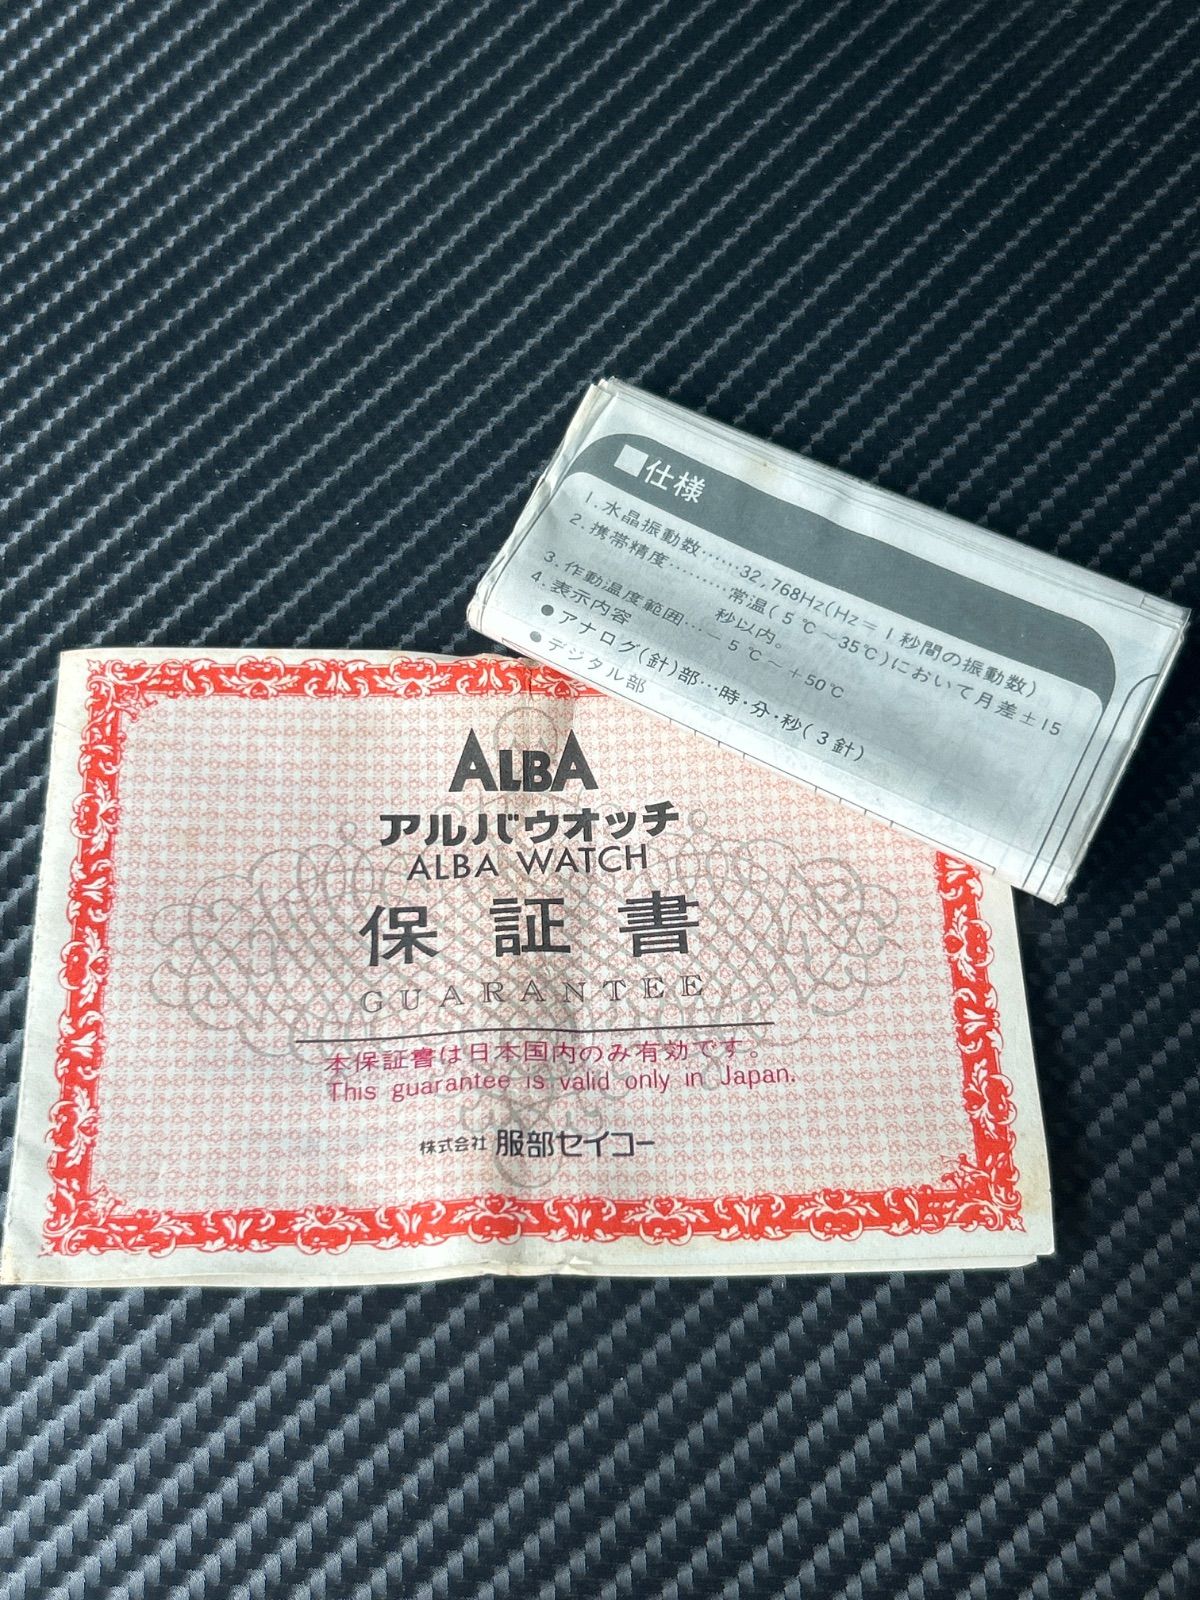 ■仕様
1.水晶振動数……32,768Hz(Hz=1秒間の振動数)
2.携帯精度………常温(5℃〜35℃)において月差±15
秒以内。
3.作動温度範囲…−5℃〜+50℃
4.表示内容
●アナログ(針)部…時・分・秒(3針)
●デジタル部
ALBA
アルバウオッチ
ALBA WATCH
保証書
GUARANTEE
本保証書は日本国内のみ有効です。
This guarantee is valid only in Japan.
株式会社 服部セイコー